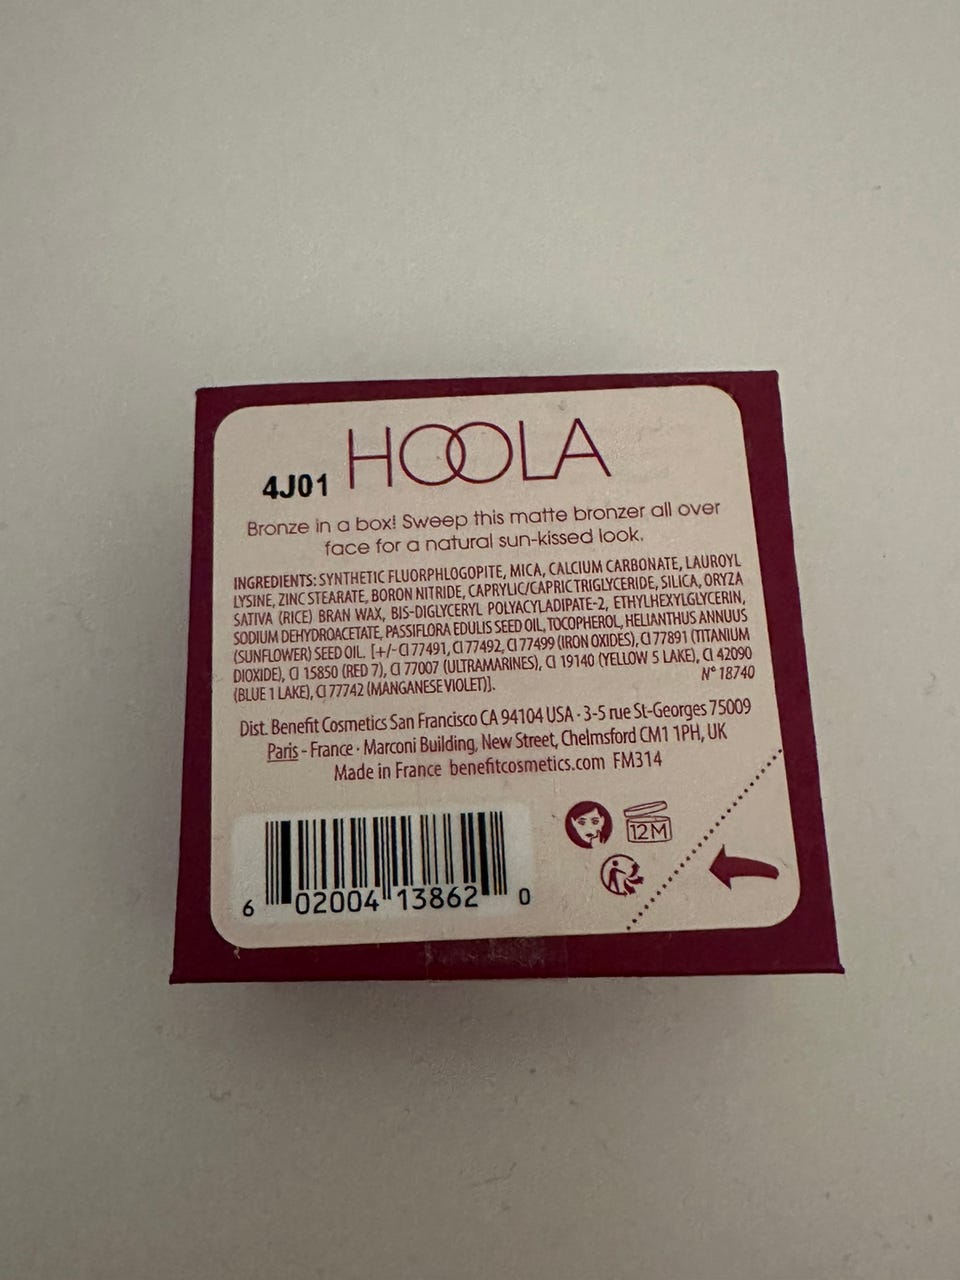 HOOLA
4J01
Bronze in a box! Sweep this matte bronzer all over
face for a natural sun-kissed look.
INGREDIENTS: SYNTHETIC FLUORPHLOGOPITE, MICA, CALCIUM CARBONATE, LAUROYL
LYSINE, ZINC STEARATE, BORON NITRIDE, CAPRYLIC/CAPRIC TRIGLYCERIDE, SILICA, ORYZA
SATIVA (RICE) BRAN WAX, BIS-DIGLYCERYL POLYACYLADIPATE-2, ETHYLHEXYLGLYCERIN,
SODIUM DEHYDROACETATE, PASSIFLORA EDULIS SEED OIL, TOCOPHEROL, HELIANTHUS ANNUUS
(SUNFLOWER) SEED OIL. [+/- CI 77491, CI 77492, CI 77499 (IRON OXIDES), CI 77891 (TITANIUM
DIOXIDE), CI 15850 (RED 7), CI 77007 (ULTRAMARINES), CI 19140 (YELLOW 5 LAKE), CI 42090
(BLUE 1 LAKE), CI 77742 (MANGANESE VIOLET)].
N° 18740
Dist. Benefit Cosmetics San Francisco CA 94104 USA · 3-5 rue St-Georges 75009
Paris - France · Marconi Building, New Street, Chelmsford CM1 1PH, UK
Made in France benefitcosmetics.com FM314
12M
6 02004 13862 0